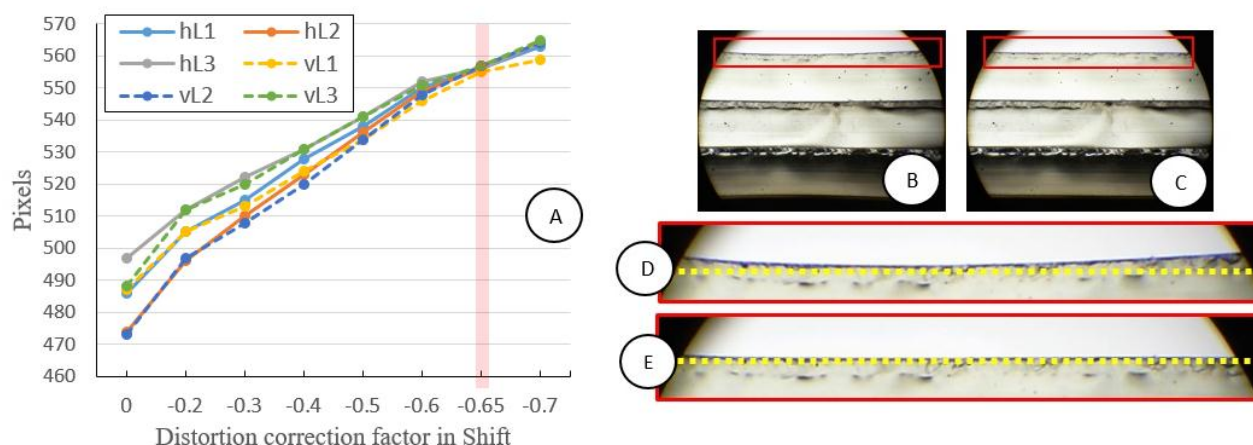 570
560
550
540
530
520
510
500
490
480
470
460
Pixels
hL1 hL2
hL3 vL1
vL2 vL3
A
0 -0.2 -0.3 -0.4 -0.5 -0.6 -0.65 -0.7
Distortion correction factor in Shift
B
C
D
E